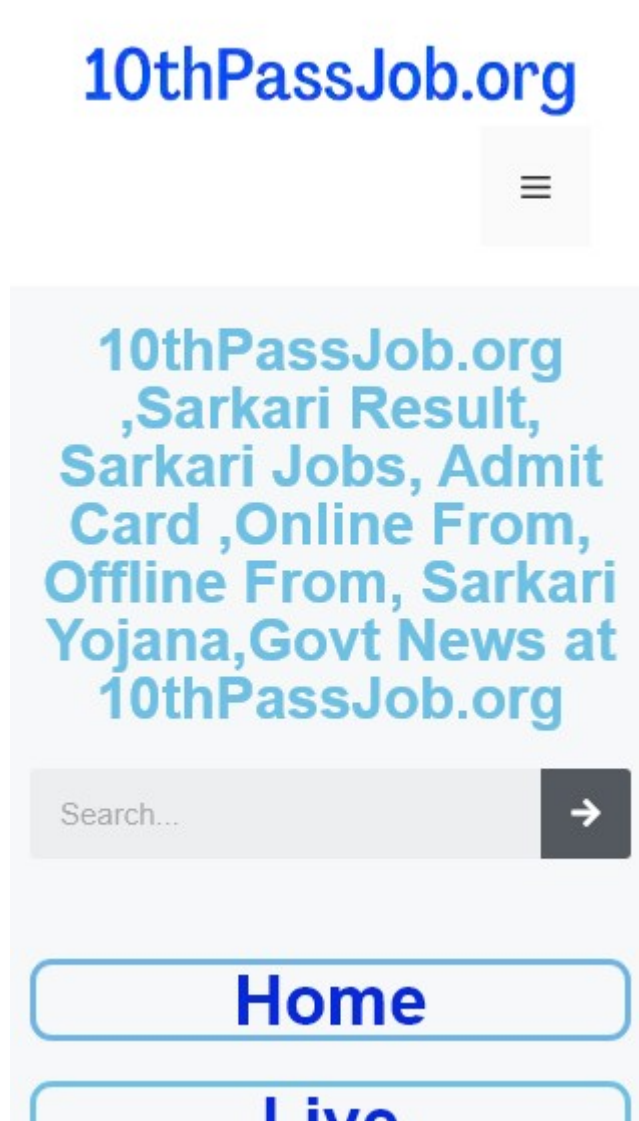 10thPassJob.org
10thPassJob.org
,Sarkari Result,
Sarkari Jobs, Admit
Card ,Online From,
Offline From, Sarkari
Yojana,Govt News at
10thPassJob.org
Search...
Home
Live